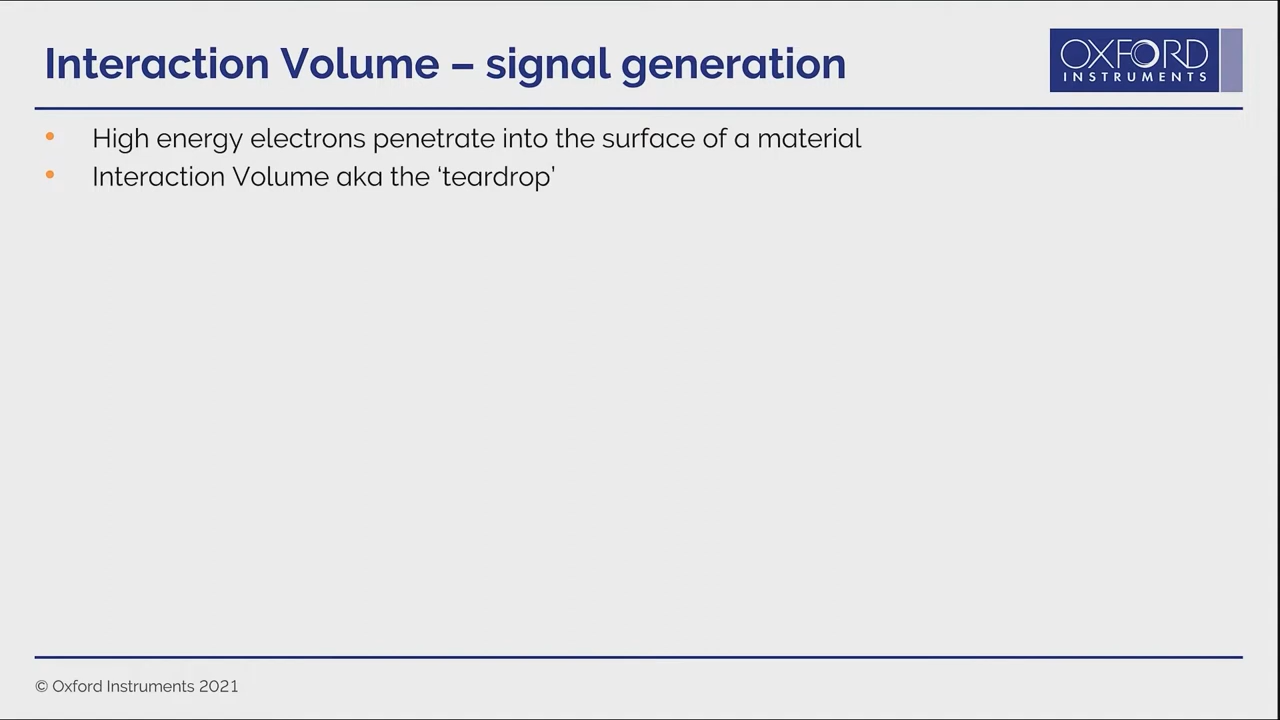 Interaction Volume – signal generation
OXFORD
INSTRUMENTS
• High energy electrons penetrate into the surface of a material
• Interaction Volume aka the ‘teardrop’
© Oxford Instruments 2021